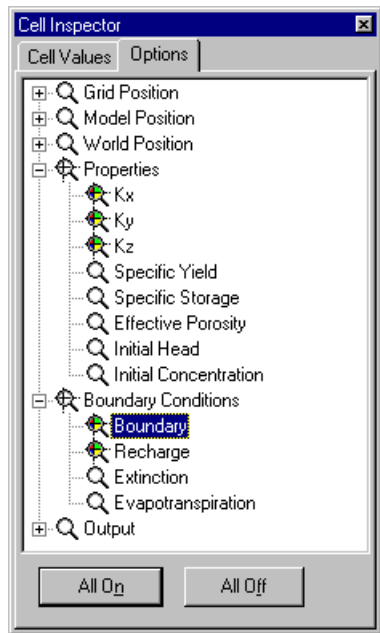 Cell Inspector
Cell Values Options
Grid Position
Model Position
World Position
Properties
Kx
Ky
Kz
Specific Yield
Specific Storage
Effective Porosity
Initial Head
Initial Concentration
Boundary Conditions
Boundary
Recharge
Extinction
Evapotranspiration
Output
All On All Off